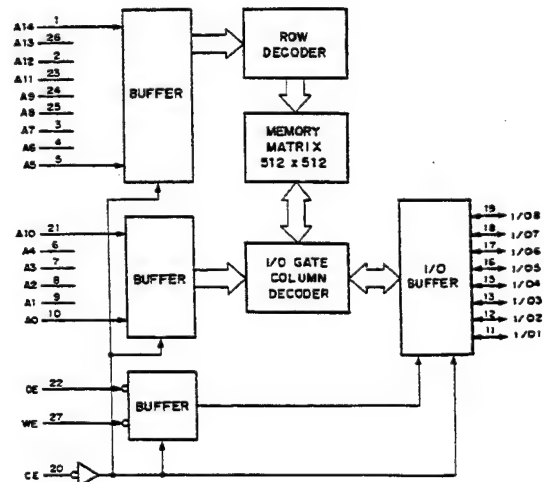 A14 1
A13 26
A12 2
A11 23
A9 24
A8 25
A7 3
A6 4
A5 5
BUFFER
ROW
DECODER
MEMORY
MATRIX
512 x 512
A10 21
A4 6
A3 7
A2 8
A1 9
A0 10
BUFFER
I/O GATE
COLUMN
DECODER
I/O
BUFFER
19 I/O8
18 I/O7
17 I/O6
16 I/O5
15 I/O4
13 I/O3
12 I/O2
11 I/O1
OE 22
WE 27
BUFFER
CE 20